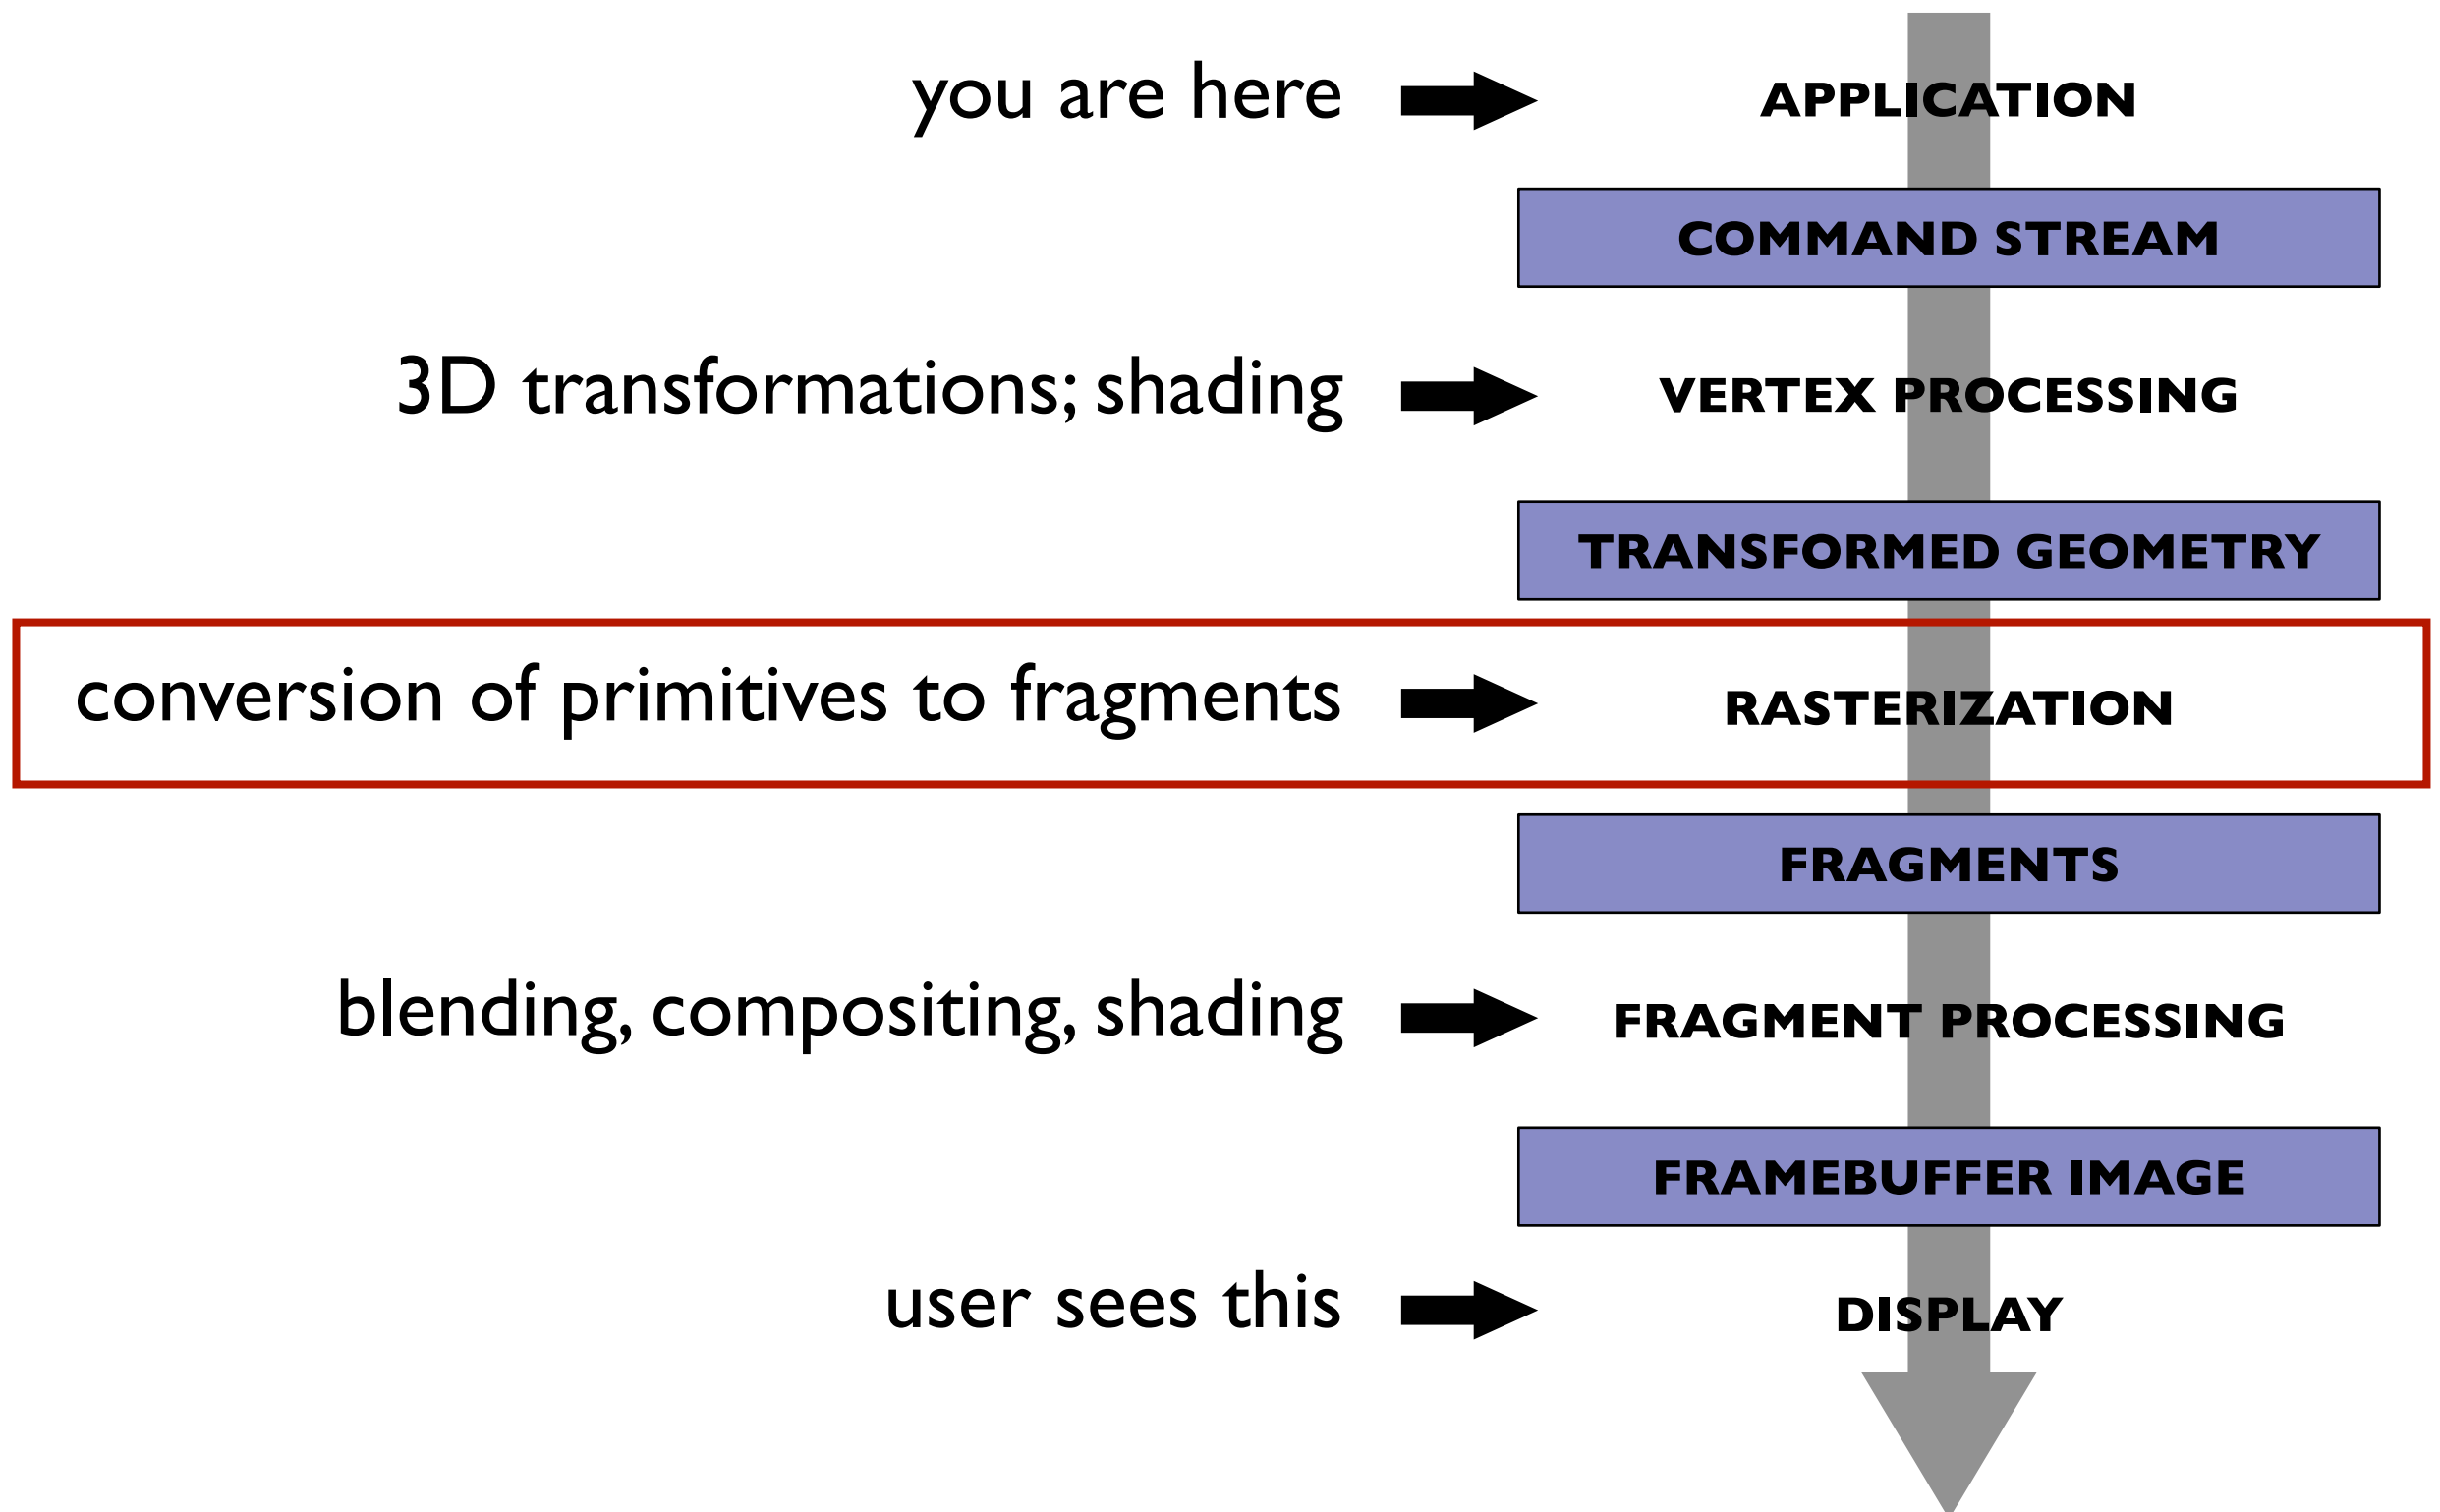 you are here
APPLICATION
COMMAND STREAM
3D transformations; shading
VERTEX PROCESSING
TRANSFORMED GEOMETRY
conversion of primitives to fragments
RASTERIZATION
FRAGMENTS
blending, compositing, shading
FRAGMENT PROCESSING
FRAMEBUFFER IMAGE
user sees this
DISPLAY